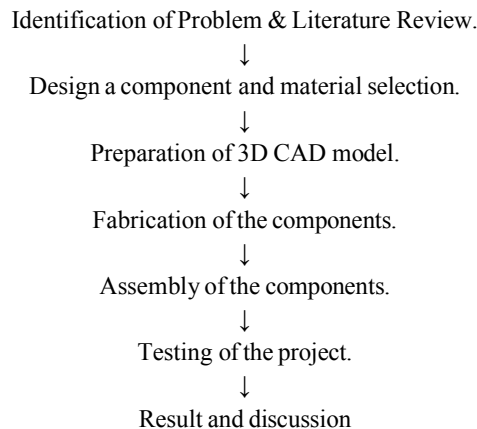 Identification of Problem & Literature Review.
↓
Design a component and material selection.
↓
Preparation of 3D CAD model.
↓
Fabrication of the components.
↓
Assembly of the components.
↓
Testing of the project.
↓
Result and discussion